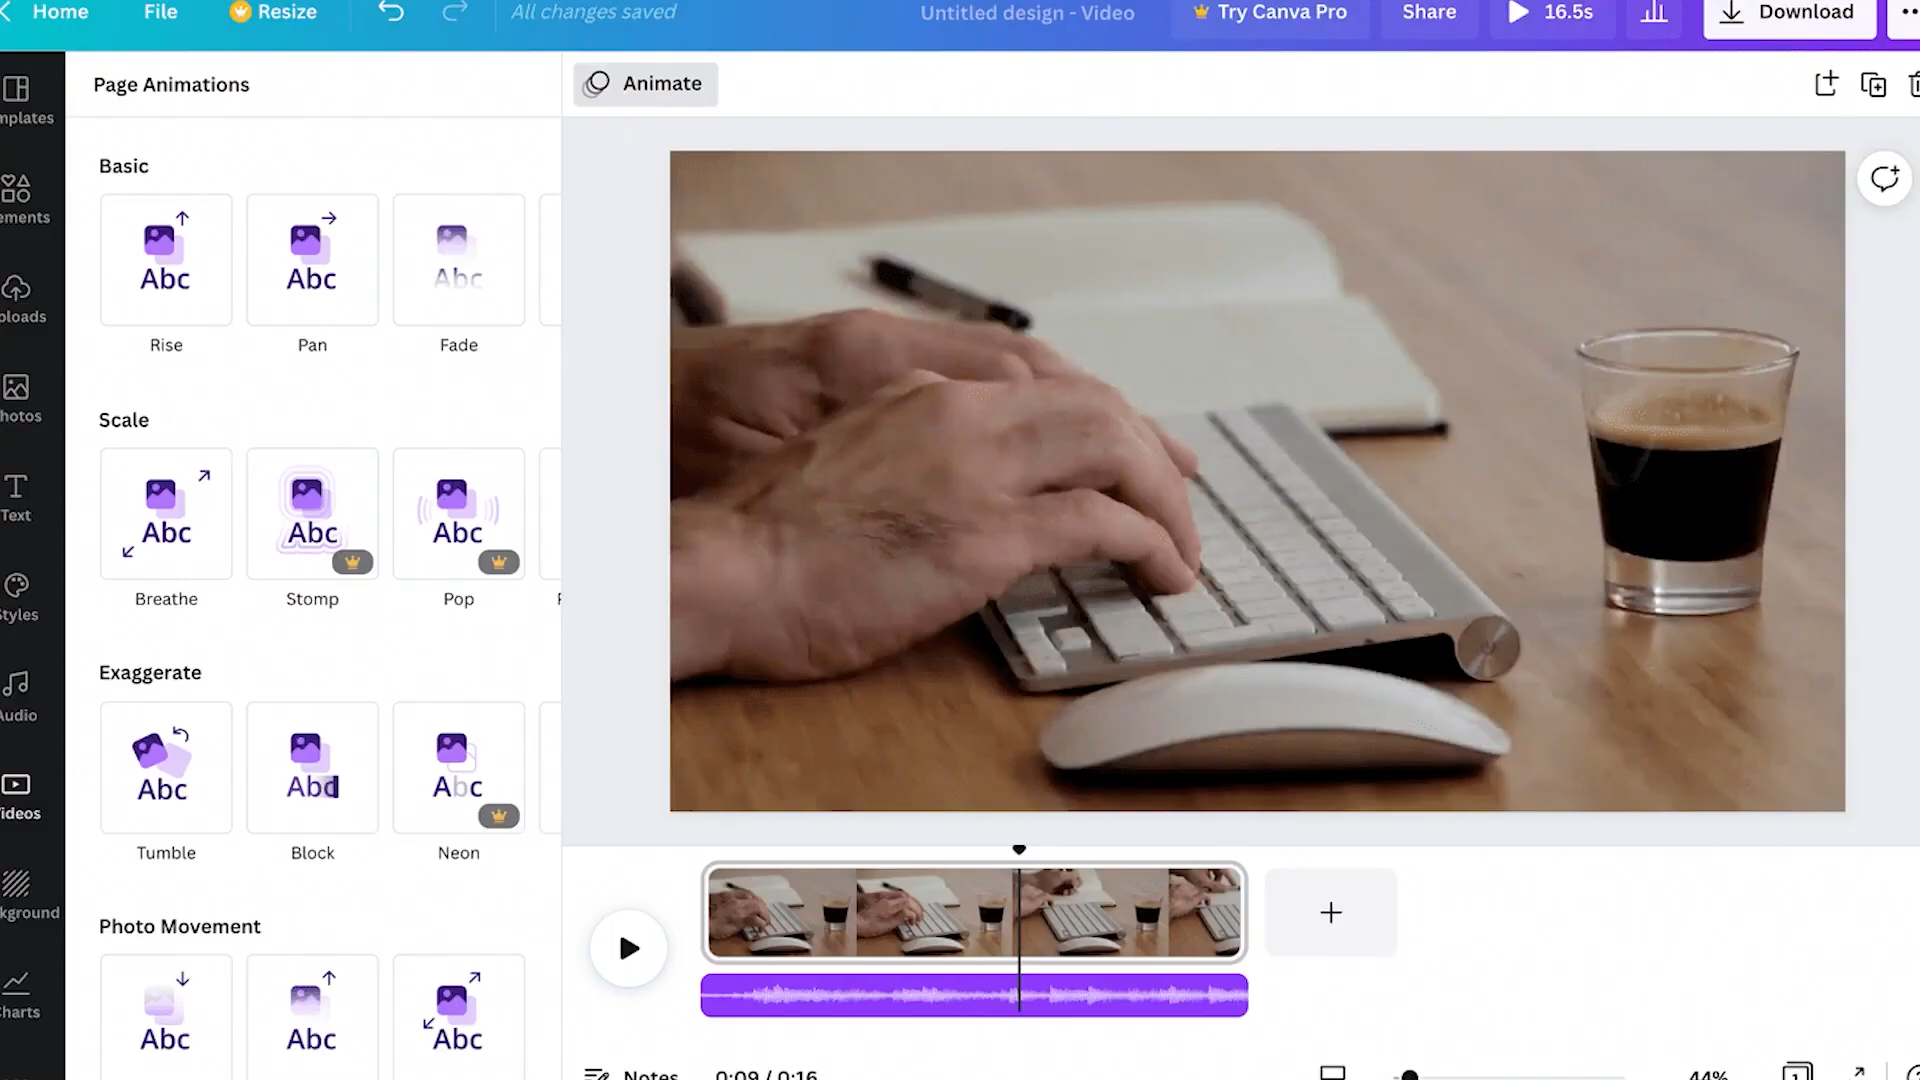 Home File Resize All changes saved Untitled design - Video Try Canva Pro Share 16.5s Download
Page Animations
Animate
mplates
ements
ploads
hotos
Text
Styles
Audio
ideos
kground
Charts
Basic
Abc Abc Abc
Rise Pan Fade
Scale
Abc Abc Abc
Breathe Stomp Pop
Exaggerate
Abc Abc Abc
Tumble Block Neon
Photo Movement
Abc Abc Abc
Notes 0:09 / 0:16 44% 1